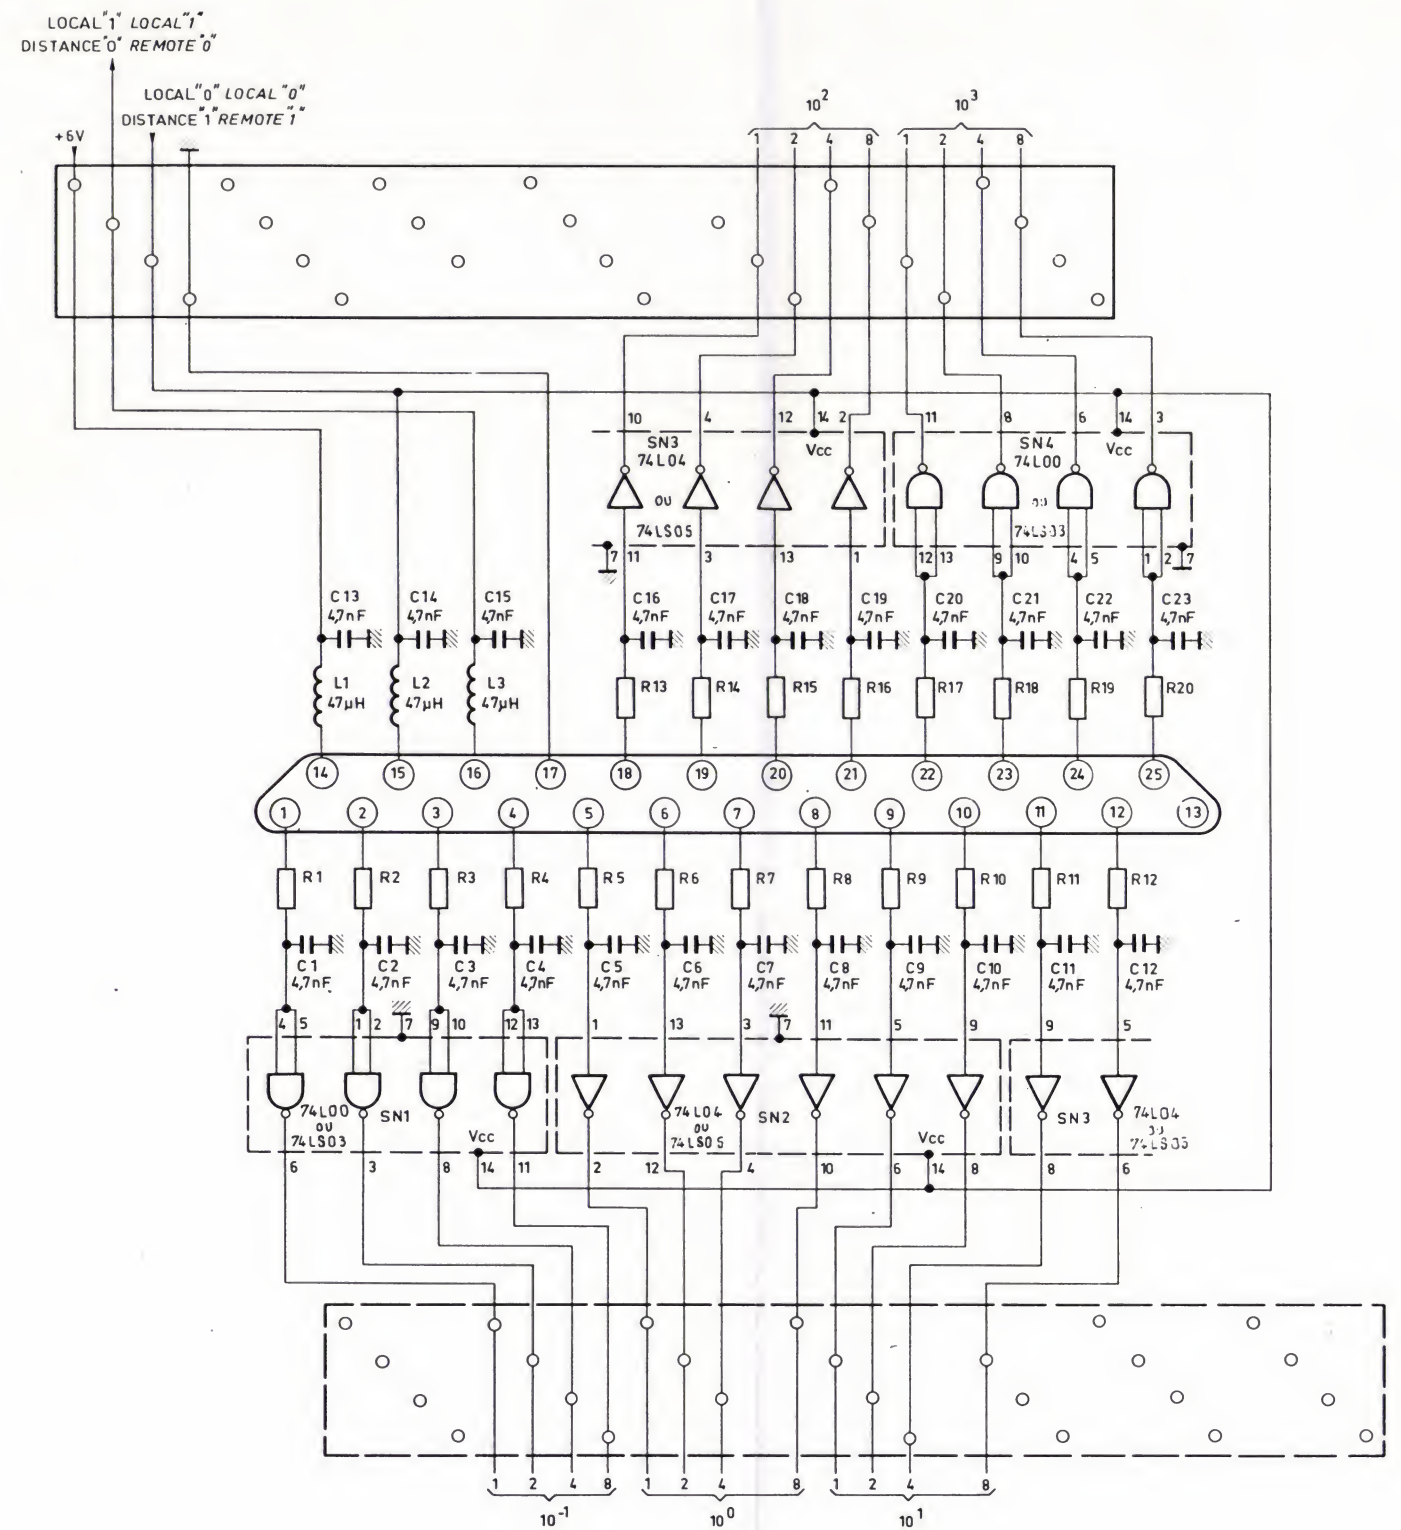 LOCAL"1" LOCAL"1"
DISTANCE"0" REMOTE"0"
LOCAL"0" LOCAL"0"
DISTANCE"1" REMOTE"1"
+6V
10² 10³
1 2 4 8 1 2 4 8
10 4 12 14 2 11 8 6 14 3
SN3 Vcc SN4 Vcc
74L04 74L00
OU
74LS05 74LS03
7 11 3 13 1 12 13 9 10 4 5 1 2 7
C13 C14 C15 C16 C17 C18 C19 C20 C21 C22 C23
4,7nF 4,7nF 4,7nF 4,7nF 4,7nF 4,7nF 4,7nF 4,7nF 4,7nF 4,7nF 4,7nF
L1 L2 L3 R13 R14 R15 R16 R17 R18 R19 R20
47µH 47µH 47µH
14 15 16 17 18 19 20 21 22 23 24 25
1 2 3 4 5 6 7 8 9 10 11 12 13
R1 R2 R3 R4 R5 R6 R7 R8 R9 R10 R11 R12
C1 C2 C3 C4 C5 C6 C7 C8 C9 C10 C11 C12
4,7nF 4,7nF 4,7nF 4,7nF 4,7nF 4,7nF 4,7nF 4,7nF 4,7nF 4,7nF 4,7nF 4,7nF
4 5 1 2 7 9 10 12 13 1 13 3 7 11 5 9 9 5
74L00 SN1 74L04 SN2 SN3 74L04
OU OU
74LS03 Vcc 74LS05 Vcc
6 3 8 14 11 2 12 4 10 6 14 8 8 6
1 2 4 8 1 2 4 8 1 2 4 8
10⁻¹ 10⁰ 10¹